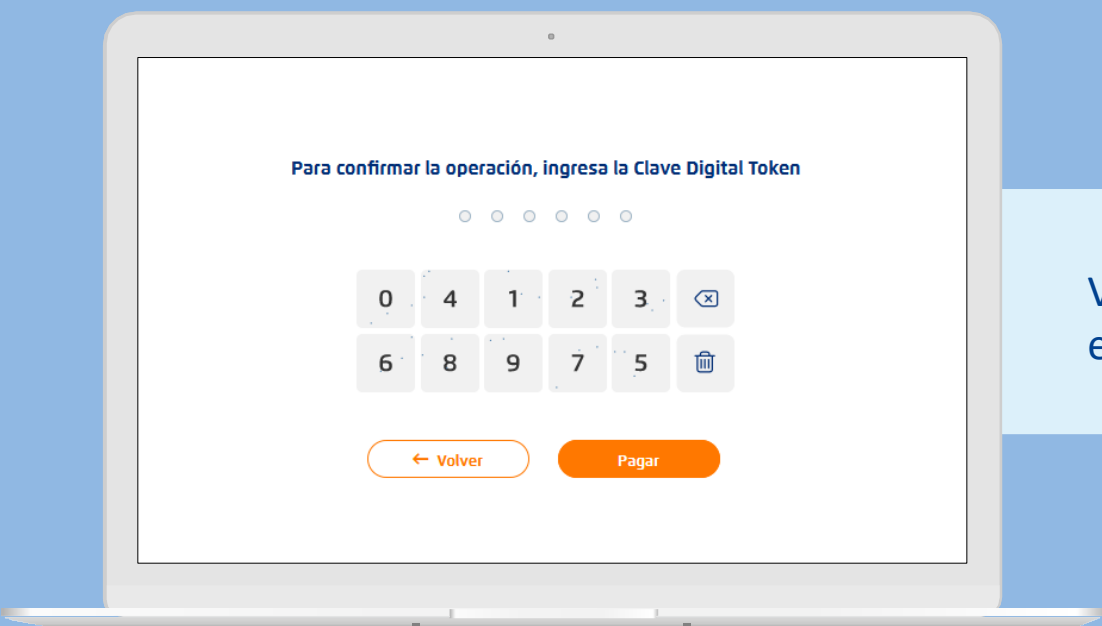 Para confirmar la operación, ingresa la Clave Digital Token
0 4 1 2 3
6 8 9 7 5
← Volver
Pagar